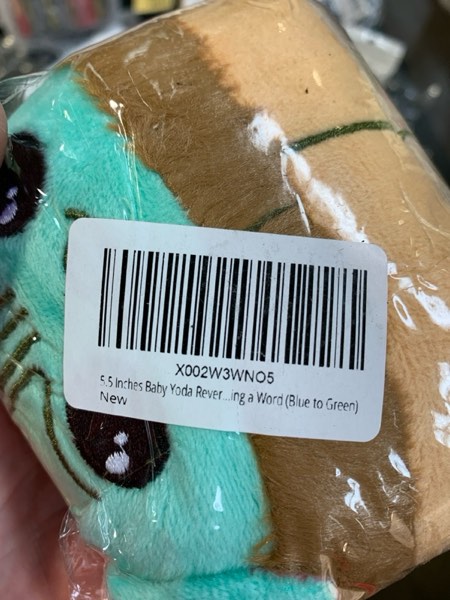 X002W3WNO5
5.5 Inches Baby Yoda Rever...ing a Word (Blue to Green)
New